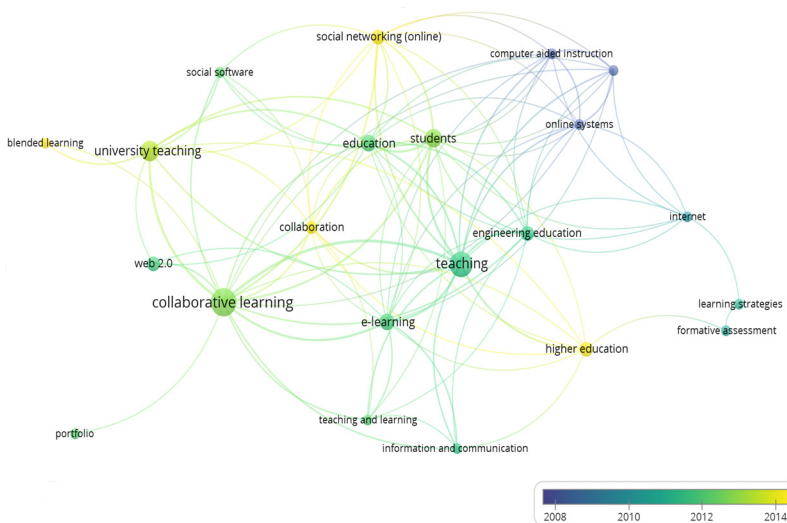 social networking (online)
computer aided instruction
social software
online systems
blended learning
university teaching
education
students
collaboration
engineering education
internet
web 2.0
teaching
collaborative learning
learning strategies
e-learning
formative assessment
higher education
teaching and learning
portfolio
information and communication
2008
2010
2012
2014